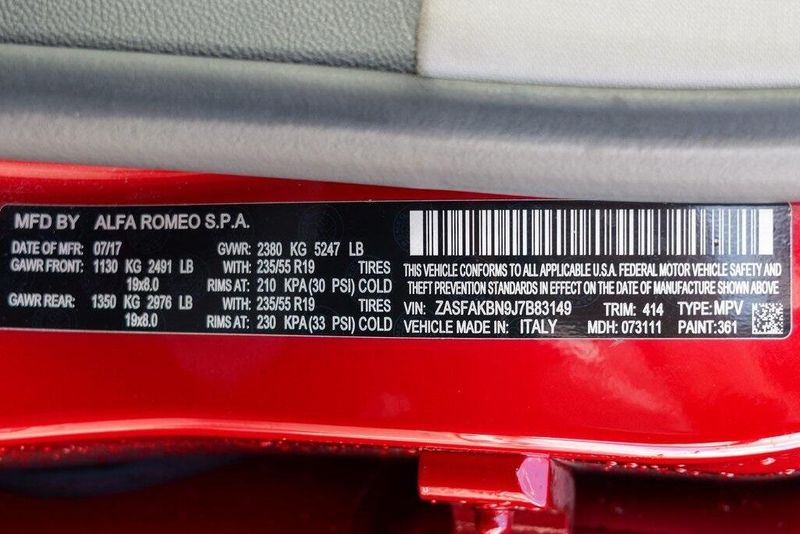 MFD BY ALFA ROMEO S.P.A.
DATE OF MFR: 07/17 GVWR: 2380 KG 5247 LB
GAWR FRONT: 1130 KG 2491 LB WITH: 235/55 R19 TIRES
19x8.0 RIMS AT: 210 KPA (30 PSI) COLD
GAWR REAR: 1350 KG 2976 LB WITH: 235/55 R19 TIRES
19x8.0 RIMS AT: 230 KPA (33 PSI) COLD
THIS VEHICLE CONFORMS TO ALL APPLICABLE U.S.A. FEDERAL MOTOR VEHICLE SAFETY AND
THEFT PREVENTION STANDARDS IN EFFECT ON THE DATE OF MANUFACTURE SHOWN ABOVE
VIN: ZASFAKBN9J7B83149 TRIM: 414 TYPE: MPV
VEHICLE MADE IN: ITALY MDH: 073111 PAINT: 361